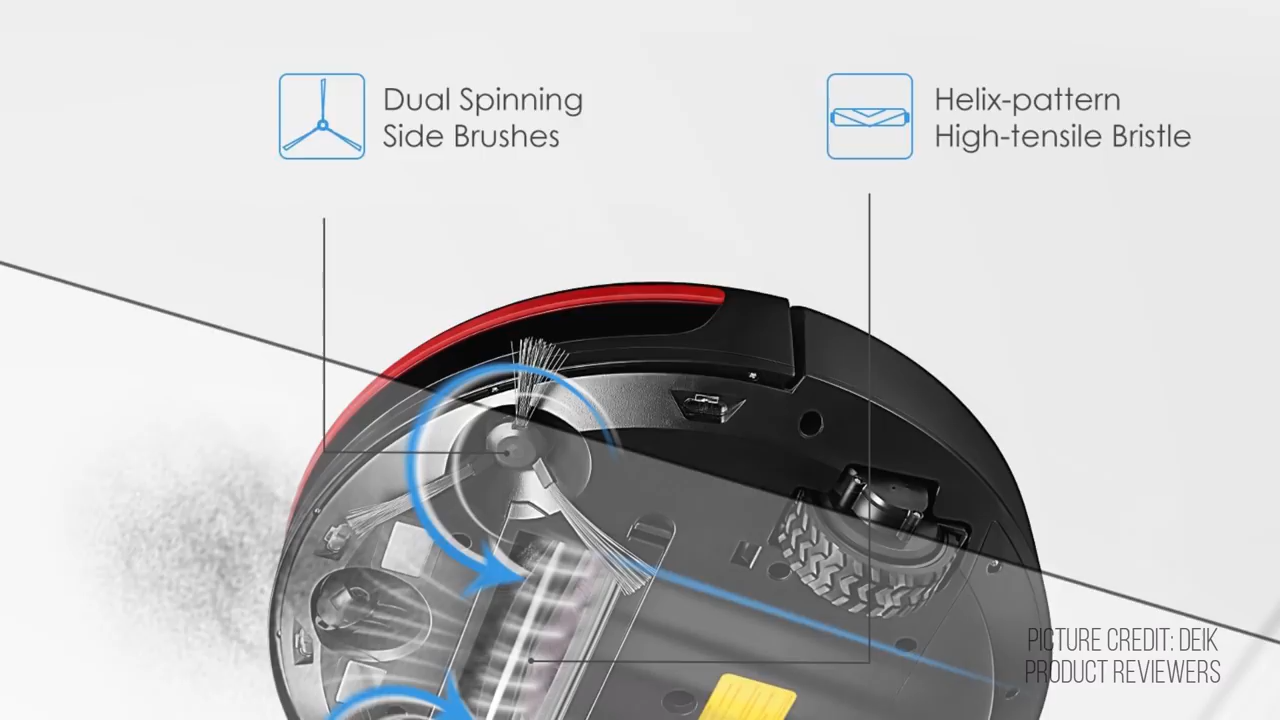 Dual Spinning
Side Brushes
Helix-pattern
High-tensile Bristle
PICTURE CREDIT: DEIK
PRODUCT REVIEWERS